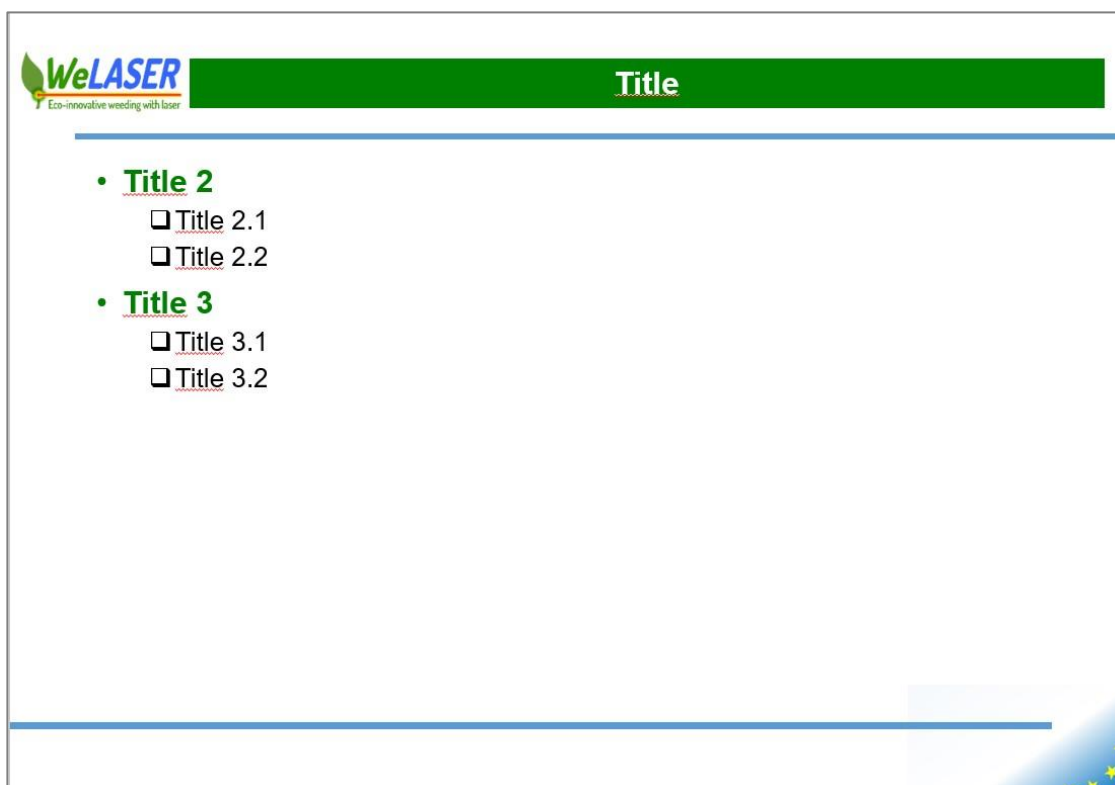 WeLASER
Eco-innovative weeding with laser
Title
• Title 2
❑ Title 2.1
❑ Title 2.2
• Title 3
❑ Title 3.1
❑ Title 3.2